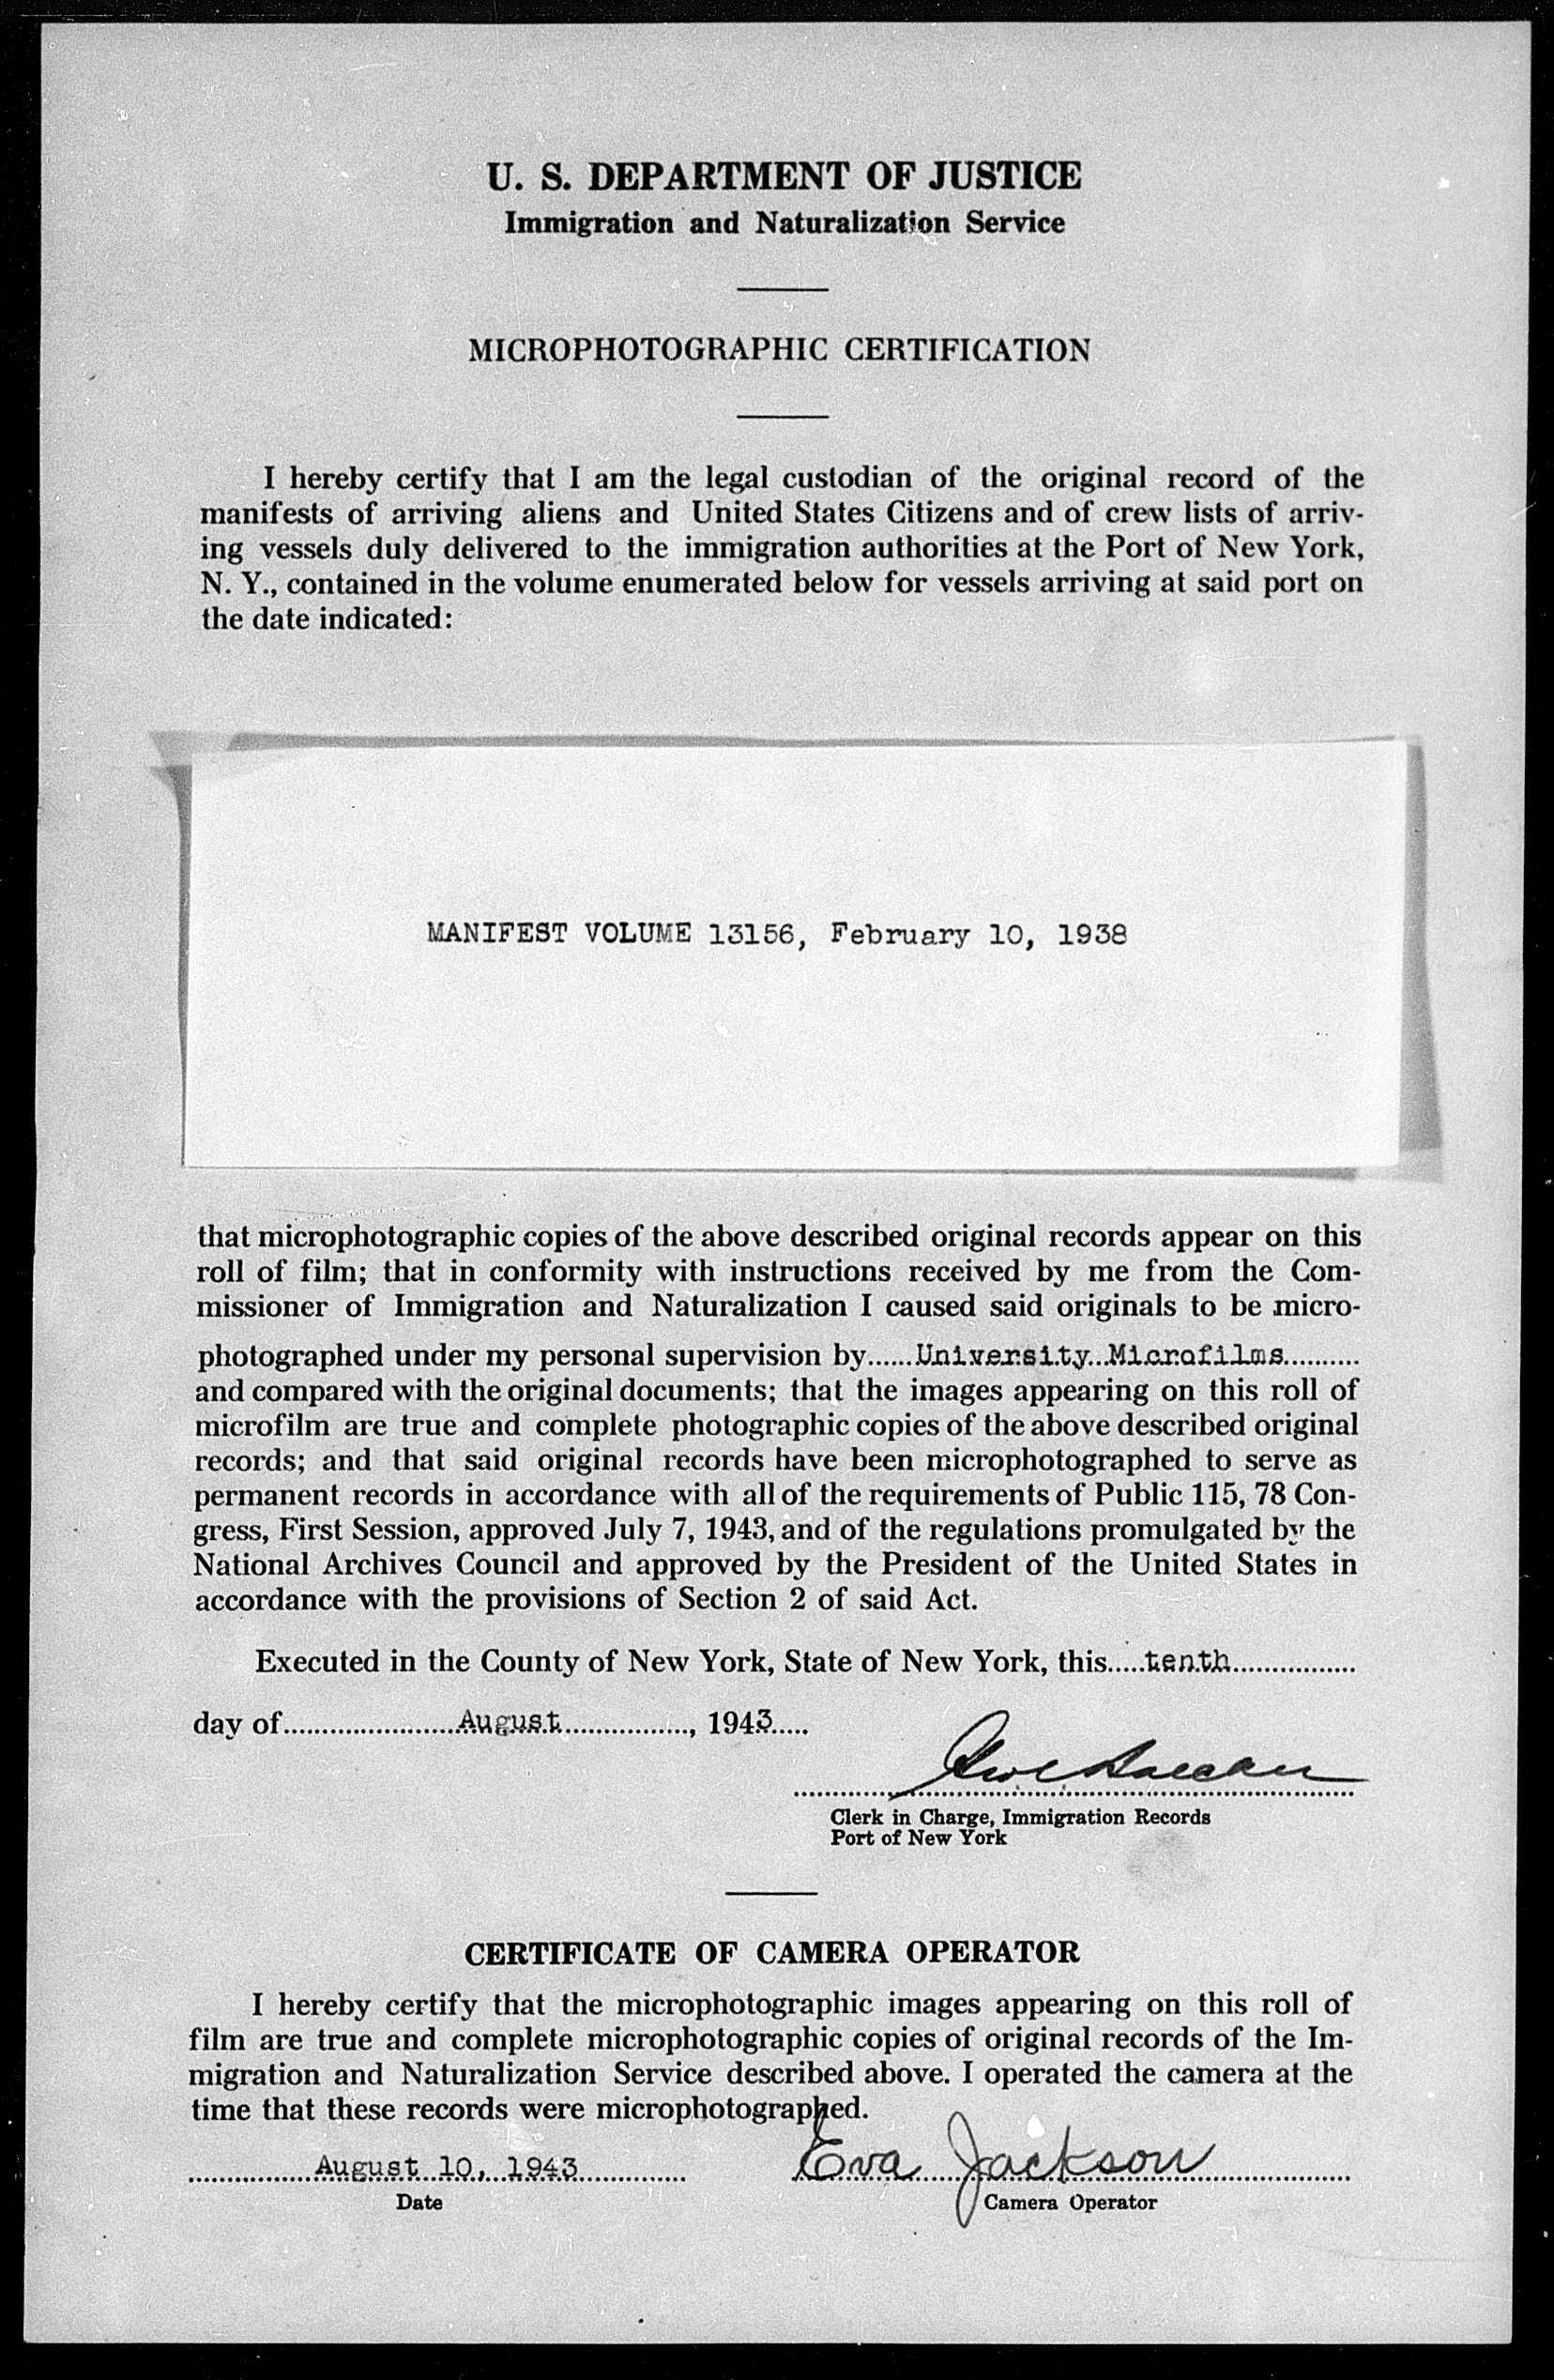 U. S. DEPARTMENT OF JUSTICE
Immigration and Naturalization Service
MICROPHOTOGRAPHIC CERTIFICATION
I hereby certify that I am the legal custodian of the original record of the
manifests of arriving aliens and United States Citizens and of crew lists of arriv-
ing vessels duly delivered to the immigration authorities at the Port of New York,
N. Y., contained in the volume enumerated below for vessels arriving at said port on
the date indicated:
MANIFEST VOLUME 13156, February 10, 1938
that microphotographic copies of the above described original records appear on this
roll of film; that in conformity with instructions received by me from the Com-
missioner of Immigration and Naturalization I caused said originals to be micro-
photographed under my personal supervision by......University Microfilms..........
and compared with the original documents; that the images appearing on this roll of
microfilm are true and complete photographic copies of the above described original
records; and that said original records have been microphotographed to serve as
permanent records in accordance with all of the requirements of Public 115, 78 Con-
gress, First Session, approved July 7, 1943, and of the regulations promulgated by the
National Archives Council and approved by the President of the United States in
accordance with the provisions of Section 2 of said Act.
Executed in the County of New York, State of New York, this.....tenth.................
day of.......................August................., 1943.....
Clerk in Charge, Immigration Records
Port of New York
CERTIFICATE OF CAMERA OPERATOR
I hereby certify that the microphotographic images appearing on this roll of
film are true and complete microphotographic copies of original records of the Im-
migration and Naturalization Service described above. I operated the camera at the
time that these records were microphotographed.
August 10, 1943 Eva Jackson
Date Camera Operator